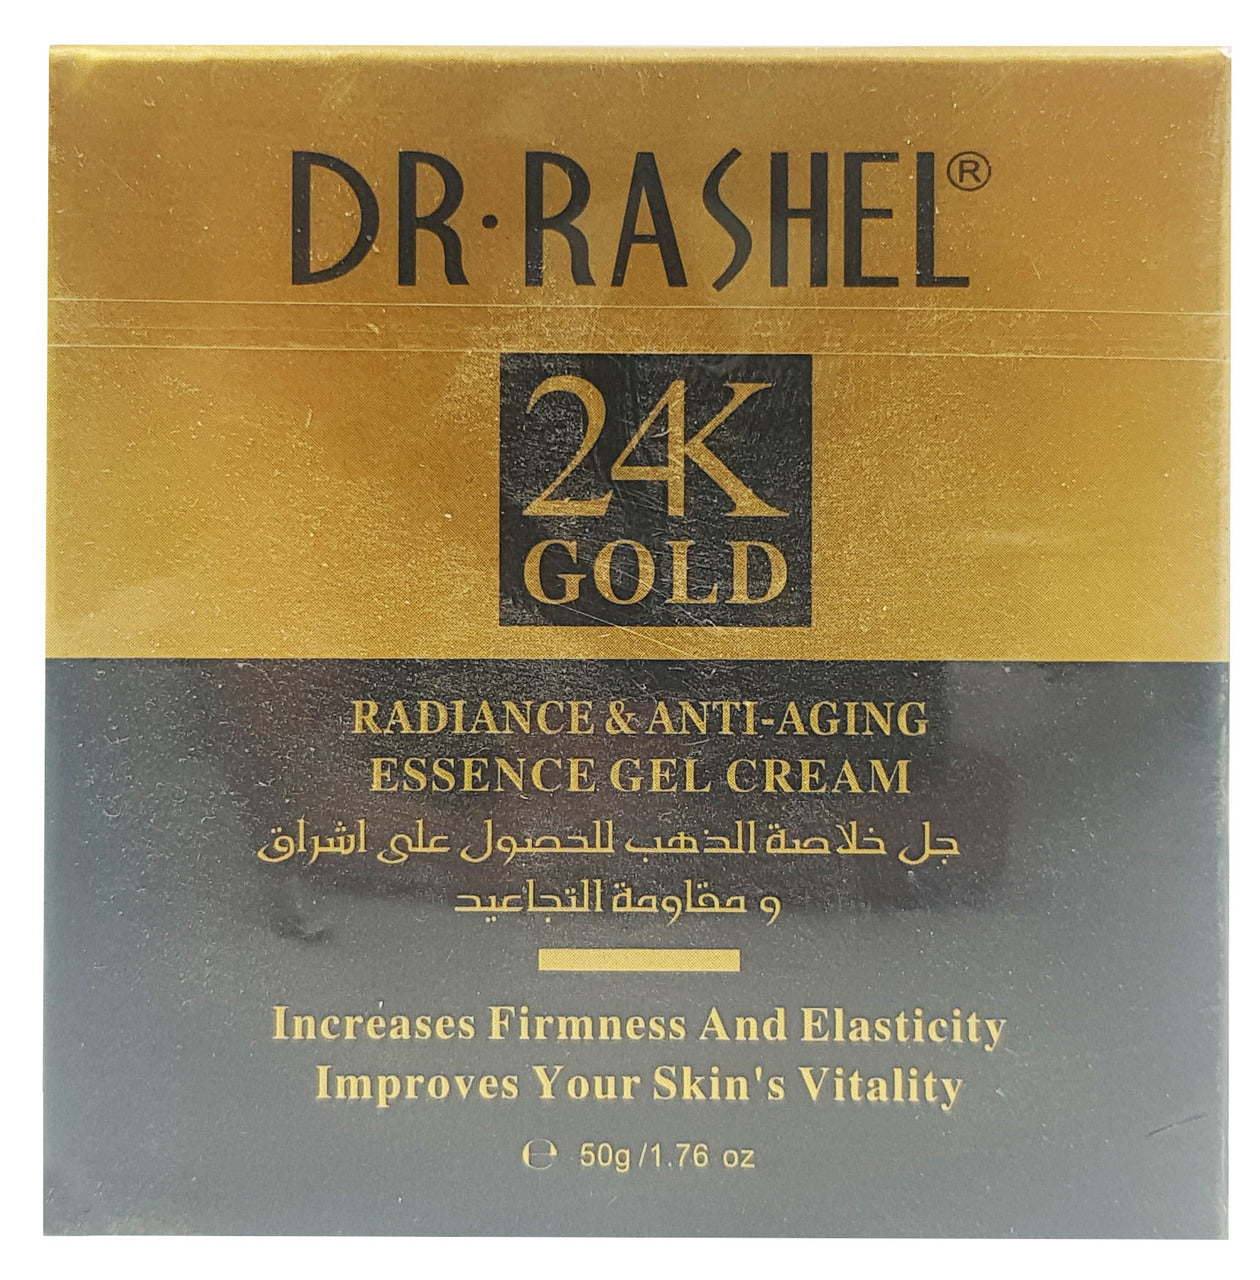 DR·RASHEL®
24K
GOLD
RADIANCE & ANTI-AGING
ESSENCE GEL CREAM
جل خلاصة الذهب للحصول على اشراق
و مقاومة التجاعيد
Increases Firmness And Elasticity
Improves Your Skin's Vitality
℮ 50g/1.76 oz